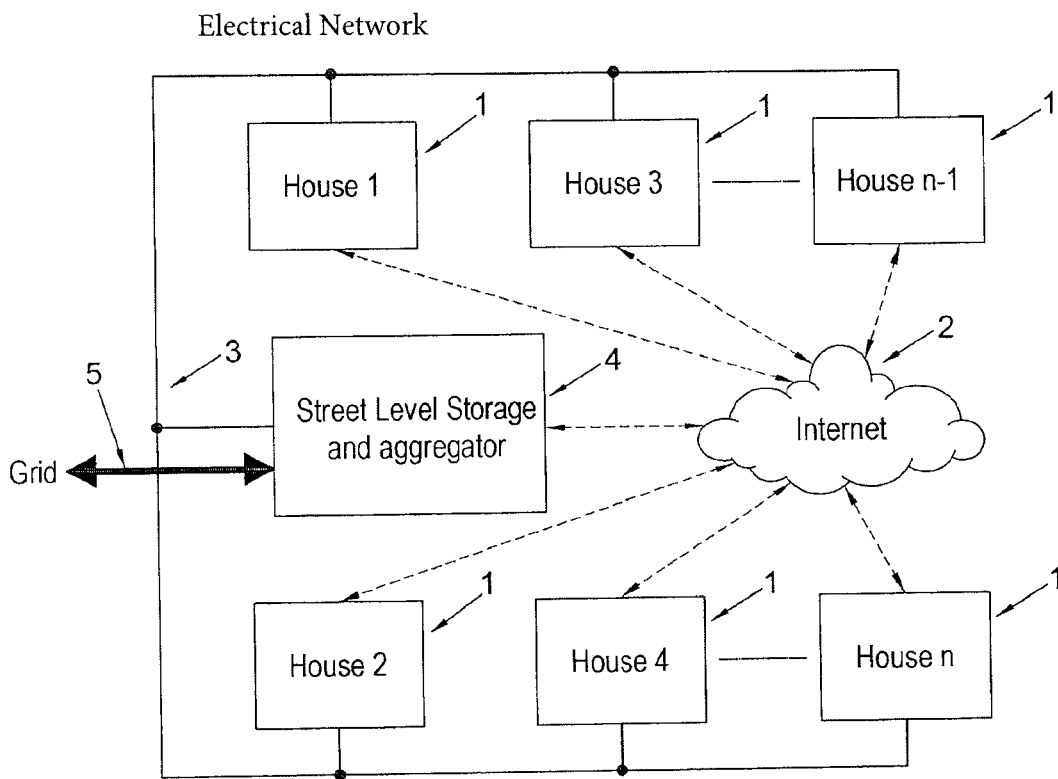 Electrical Network
1
1
1
House 1
House 3
House n-1
3
4
2
5
Street Level Storage
and aggregator
Internet
Grid
1
1
1
House 2
House 4
House n